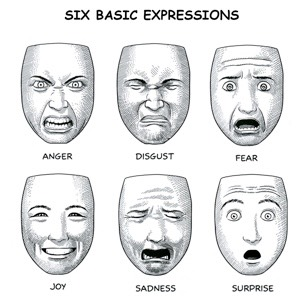 SIX BASIC EXPRESSIONS
ANGER
DISGUST
FEAR
JOY
SADNESS
SURPRISE